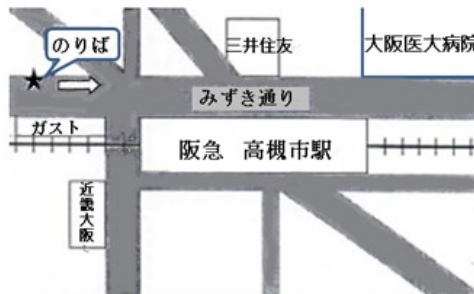 のりば
三井住友
大阪医大病院
みずき通り
ガスト
阪急 高槻市駅
近畿大阪